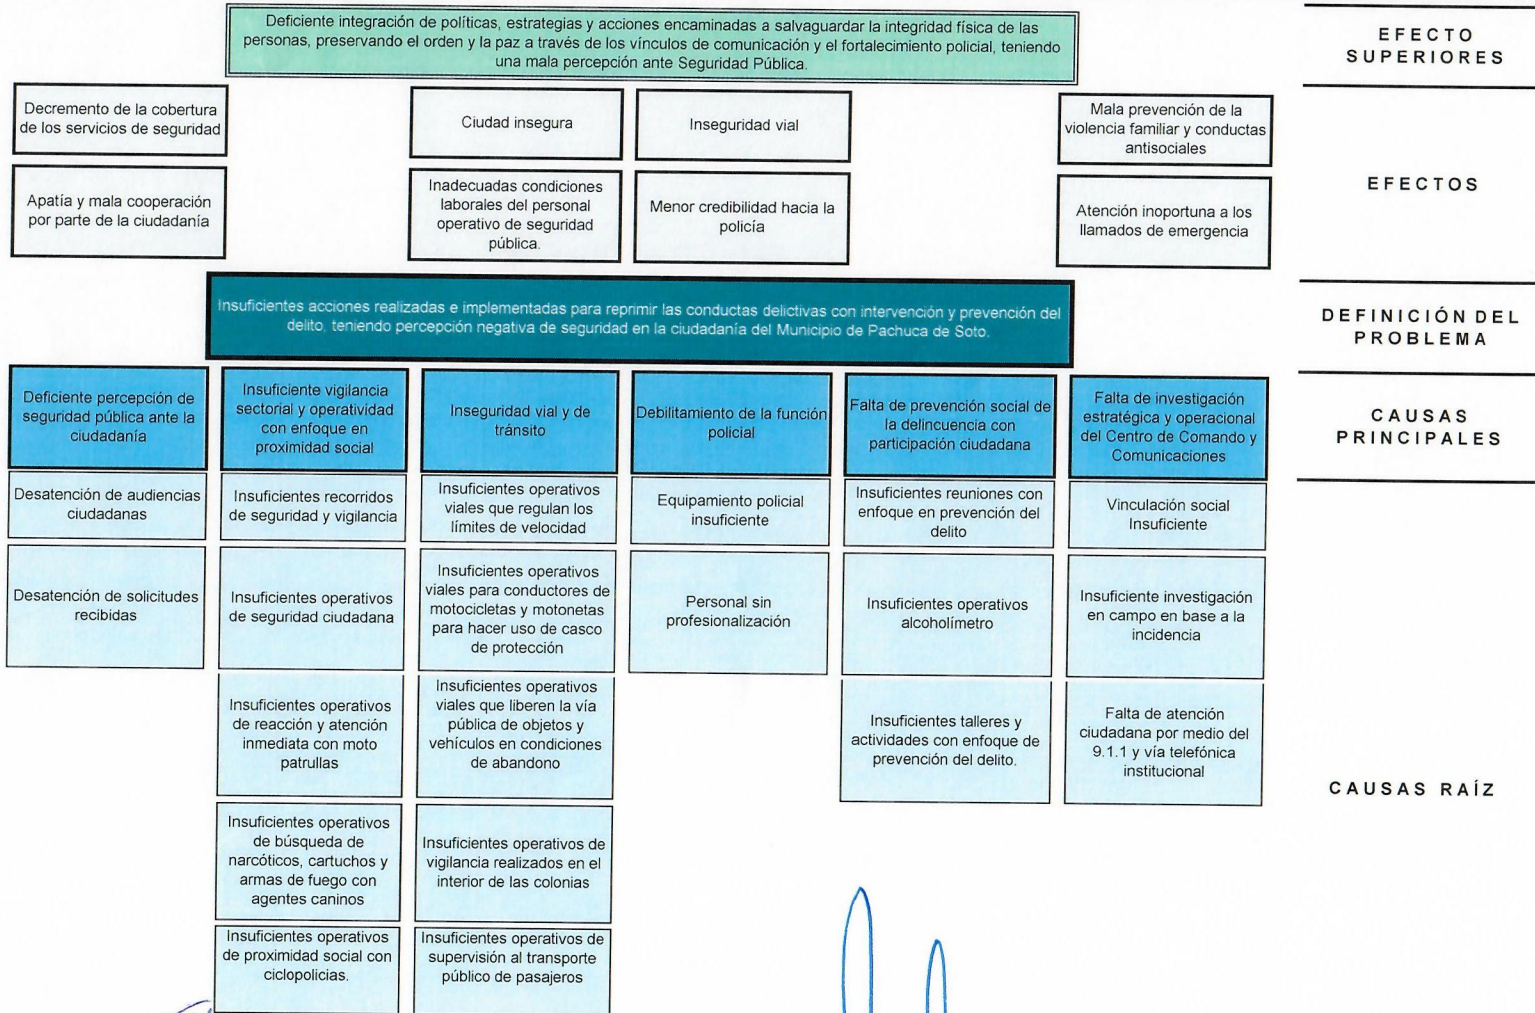 Deficiente integración de políticas, estrategias y acciones encaminadas a salvaguardar la integridad física de las
personas, preservando el orden y la paz a través de los vínculos de comunicación y el fortalecimiento policial, teniendo
una mala percepción ante Seguridad Pública.
EFECTO
SUPERIORES
Decremento de la cobertura
de los servicios de seguridad
Ciudad insegura
Inseguridad vial
Mala prevención de la
violencia familiar y conductas
antisociales
Apatía y mala cooperación
por parte de la ciudadanía
Inadecuadas condiciones
laborales del personal
operativo de seguridad
pública.
Menor credibilidad hacia la
policía
Atención inoportuna a los
llamados de emergencia
EFECTOS
Insuficientes acciones realizadas e implementadas para reprimir las conductas delictivas con intervención y prevención del
delito, teniendo percepción negativa de seguridad en la ciudadanía del Municipio de Pachuca de Soto.
DEFINICIÓN DEL
PROBLEMA
Deficiente percepción de
seguridad pública ante la
ciudadanía
Insuficiente vigilancia
sectorial y operatividad
con enfoque en
proximidad social
Inseguridad vial y de
tránsito
Debilitamiento de la función
policial
Falta de prevención social de
la delincuencia con
participación ciudadana
Falta de investigación
estratégica y operacional
del Centro de Comando y
Comunicaciones
CAUSAS
PRINCIPALES
Desatención de audiencias
ciudadanas
Insuficientes recorridos
de seguridad y vigilancia
Insuficientes operativos
viales que regulan los
límites de velocidad
Equipamiento policial
insuficiente
Insuficientes reuniones con
enfoque en prevención del
delito
Vinculación social
Insuficiente
Desatención de solicitudes
recibidas
Insuficientes operativos
de seguridad ciudadana
Insuficientes operativos
viales para conductores de
motocicletas y motonetas
para hacer uso de casco
de protección
Personal sin
profesionalización
Insuficientes operativos
alcoholímetro
Insuficiente investigación
en campo en base a la
incidencia
Insuficientes operativos
de reacción y atención
inmediata con moto
patrullas
Insuficientes operativos
viales que liberen la vía
pública de objetos y
vehículos en condiciones
de abandono
Insuficientes talleres y
actividades con enfoque de
prevención del delito.
Falta de atención
ciudadana por medio del
9.1.1 y vía telefónica
institucional
CAUSAS RAÍZ
Insuficientes operativos
de búsqueda de
narcóticos, cartuchos y
armas de fuego con
agentes caninos
Insuficientes operativos de
vigilancia realizados en el
interior de las colonias
Insuficientes operativos
de proximidad social con
ciclopolicias.
Insuficientes operativos de
supervisión al transporte
público de pasajeros